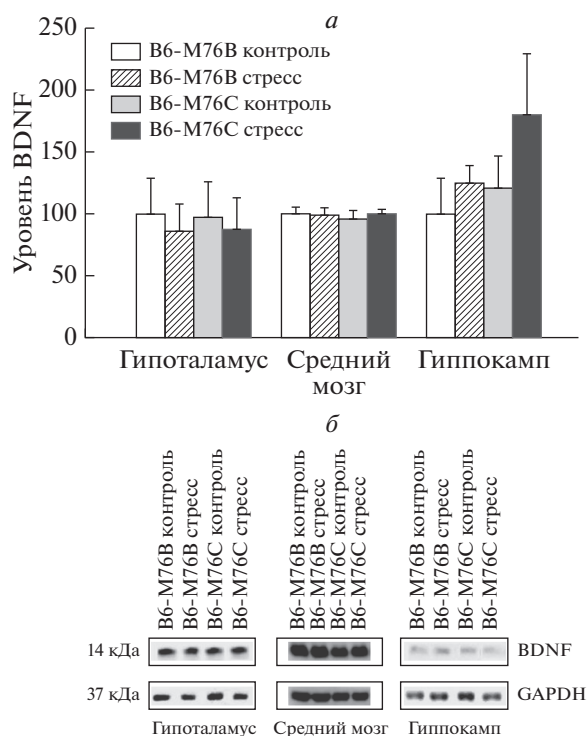 а
250
200
150
100
50
0
Уровень BDNF
B6-M76B контроль
B6-M76B стресс
B6-M76C контроль
B6-M76C стресс
Гипоталамус Средний мозг Гиппокамп
б
B6-M76B контроль
B6-M76B стресс
B6-M76C контроль
B6-M76C стресс
B6-M76B контроль
B6-M76B стресс
B6-M76C контроль
B6-M76C стресс
B6-M76B контроль
B6-M76B стресс
B6-M76C контроль
B6-M76C стресс
14 кДа BDNF
37 кДа GAPDH
Гипоталамус Средний мозг Гиппокамп